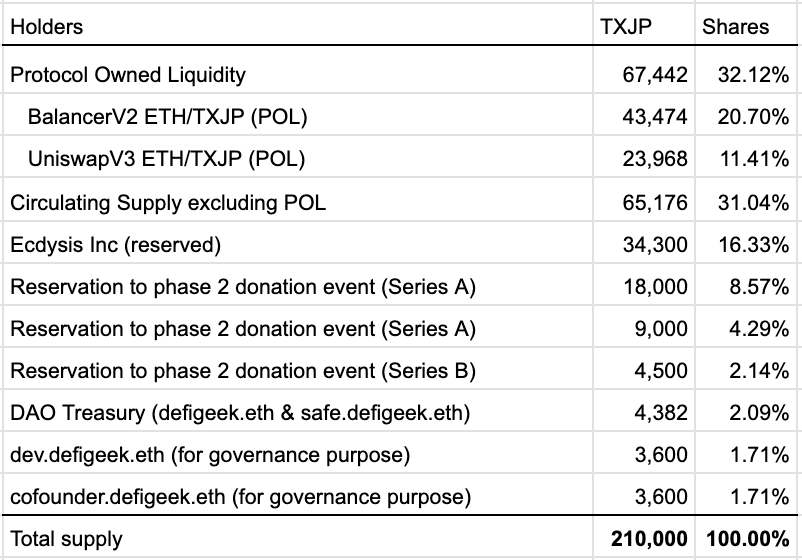 Holders TXJP Shares
Protocol Owned Liquidity 67,442 32.12%
BalancerV2 ETH/TXJP (POL) 43,474 20.70%
UniswapV3 ETH/TXJP (POL) 23,968 11.41%
Circulating Supply excluding POL 65,176 31.04%
Ecdysis Inc (reserved) 34,300 16.33%
Reservation to phase 2 donation event (Series A) 18,000 8.57%
Reservation to phase 2 donation event (Series A) 9,000 4.29%
Reservation to phase 2 donation event (Series B) 4,500 2.14%
DAO Treasury (defigeek.eth & safe.defigeek.eth) 4,382 2.09%
dev.defigeek.eth (for governance purpose) 3,600 1.71%
cofounder.defigeek.eth (for governance purpose) 3,600 1.71%
Total supply 210,000 100.00%